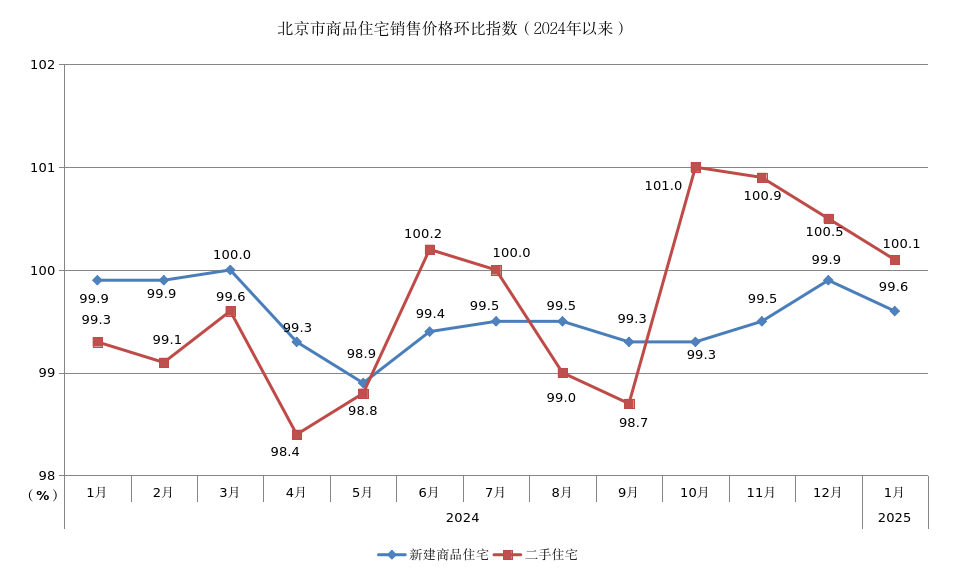 北京市商品住宅销售价格环比指数（2024年以来）
102
101
100
99
98
（%）
99.9 99.9 100.0 99.3 98.9 99.4 99.5 99.5 99.3 99.3 99.5 99.9 99.6
99.3 99.1 99.6 98.4 98.8 100.2 100.0 99.0 98.7 101.0 100.9 100.5 100.1
1月 2月 3月 4月 5月 6月 7月 8月 9月 10月 11月 12月 1月
2024 2025
新建商品住宅 二手住宅